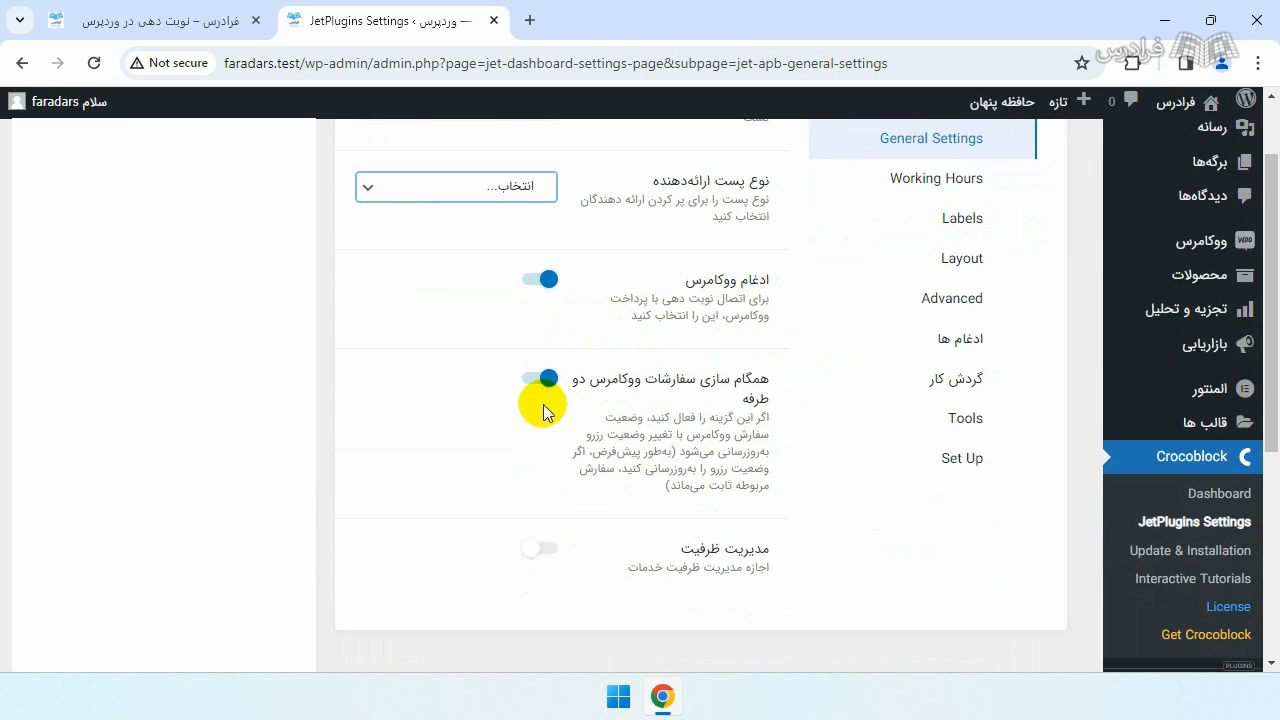 فرادرس – نوبت دهی در وردپرس
JetPlugins Settings ‹ وردپرس —
Not secure
faradars.test/wp-admin/admin.php?page=jet-dashboard-settings-page&subpage=jet-apb-general-settings
فرادرس
فرادرس
0
تازه
حافظه پنهان
سلام faradars
رسانه
برگه‌ها
دیدگاه‌ها
ووکامرس
محصولات
تجزیه و تحلیل
بازاریابی
المنتور
قالب ها
Crocoblock
Dashboard
JetPlugins Settings
Update & Installation
Interactive Tutorials
License
Get Crocoblock
PLUGINS
General Settings
Working Hours
Labels
Layout
Advanced
ادغام ها
گردش کار
Tools
Set Up
نوع پست ارائه‌دهنده
نوع پست را برای پر کردن ارائه دهندگان
انتخاب کنید
انتخاب...
ادغام ووکامرس
برای اتصال نوبت دهی با پرداخت
ووکامرس، این را انتخاب کنید
همگام سازی سفارشات ووکامرس دو
طرفه
اگر این گزینه را فعال کنید، وضعیت
سفارش ووکامرس با تغییر وضعیت رزرو
به‌روزرسانی می‌شود (به‌طور پیش‌فرض، اگر
وضعیت رزرو را به‌روزرسانی کنید، سفارش
مربوطه ثابت می‌ماند)
مدیریت ظرفیت
اجازه مدیریت ظرفیت خدمات